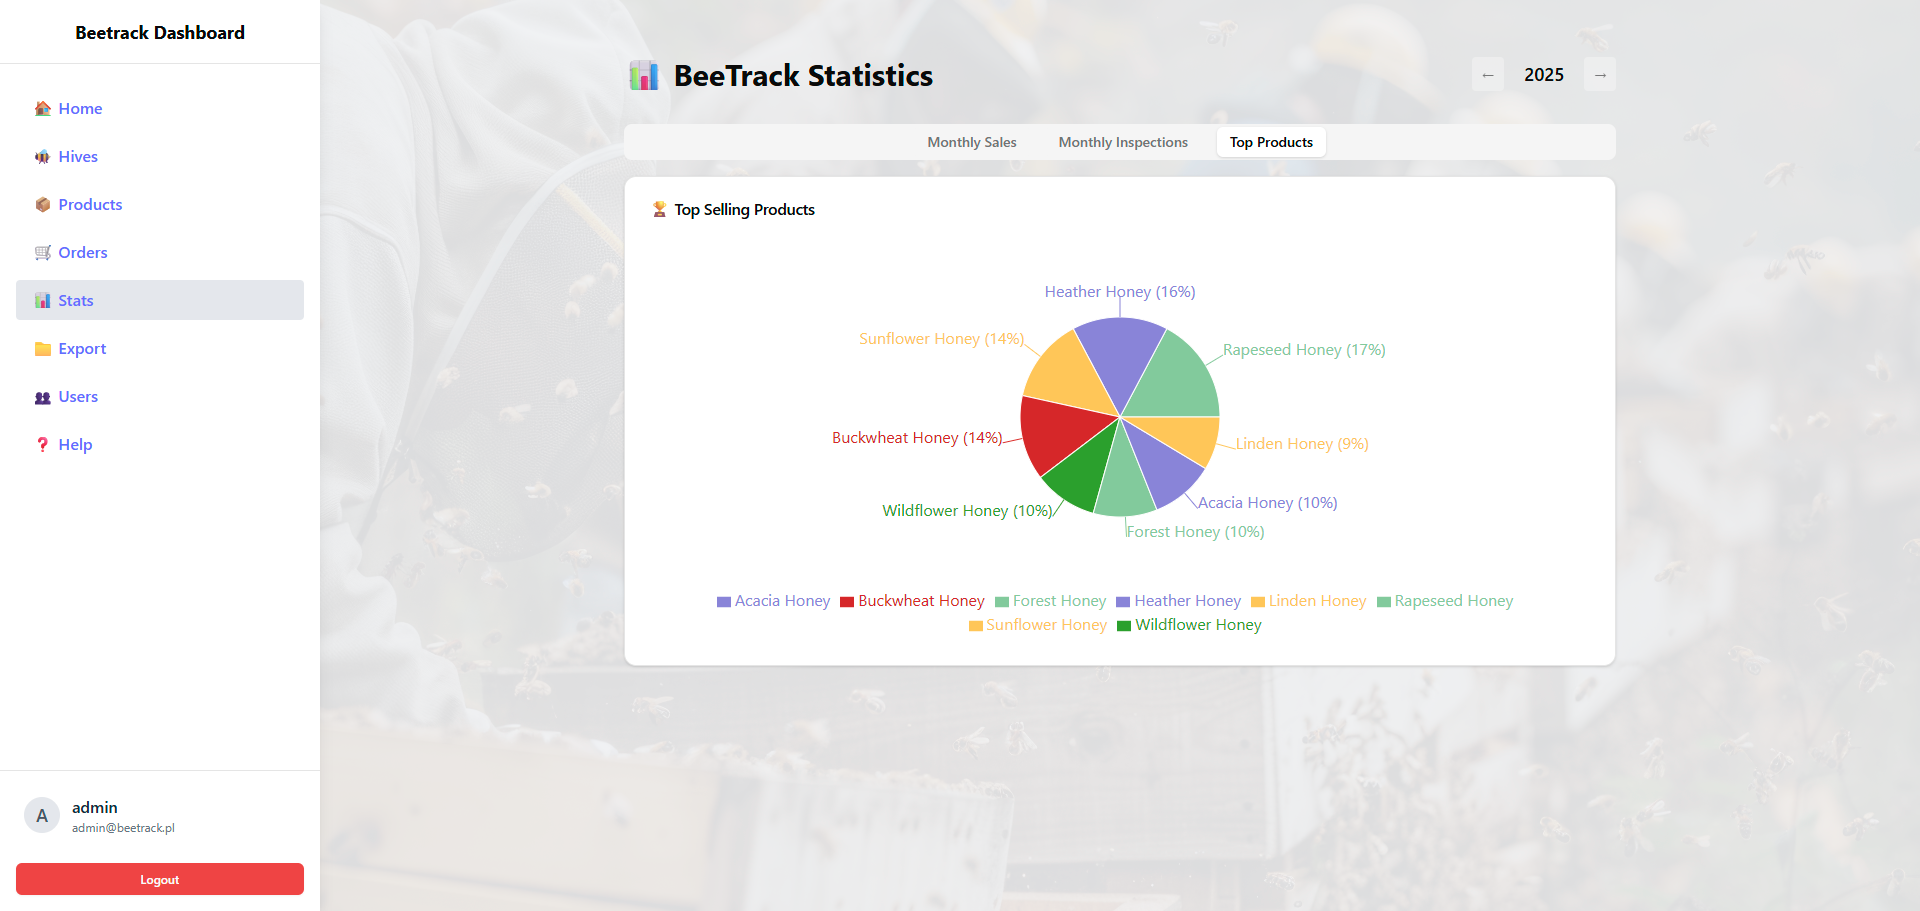 Beetrack Dashboard
Home
Hives
Products
Orders
Stats
Export
Users
Help
A
admin
admin@beetrack.pl
Logout
BeeTrack Statistics
← 2025 →
Monthly Sales Monthly Inspections Top Products
Top Selling Products
Heather Honey (16%)
Sunflower Honey (14%)
Rapeseed Honey (17%)
Buckwheat Honey (14%)
Linden Honey (9%)
Wildflower Honey (10%)
Acacia Honey (10%)
Forest Honey (10%)
Acacia Honey Buckwheat Honey Forest Honey Heather Honey Linden Honey Rapeseed Honey
Sunflower Honey Wildflower Honey